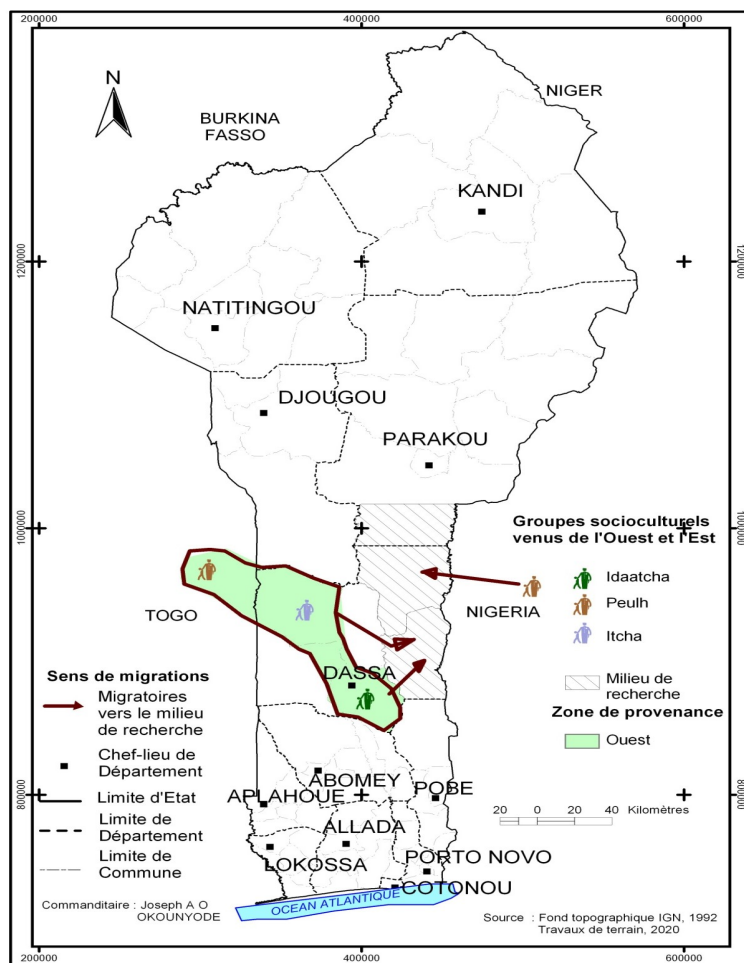 200000
400000
600000
N
NIGER
BURKINA
FASSO
KANDI
1200000
1200000
NATITINGOU
DJOUGOU
PARAKOU
1000000
1000000
Groupes socioculturels
venus de l'Ouest et l'Est
Idaatcha
Peulh
Itcha
NIGERIA
TOGO
Milieu de
recherche
Zone de provenance
Ouest
Sens de migrations
Migratoires
vers le milieu
de recherche
Chef-lieu de
Département
Limite d'Etat
Limite de
Département
Limite de
Commune
DASSA
ABOMEY
APLAHOUE
POBE
800000
800000
20 0 20 40 Kilomètres
ALLADA
LOKOSSA
PORTO NOVO
COTONOU
OCEAN ATLANTIQUE
Commanditaire : Joseph A O
OKOUNYODE
Source : Fond topographique IGN, 1992
Travaux de terrain, 2020
200000
400000
600000